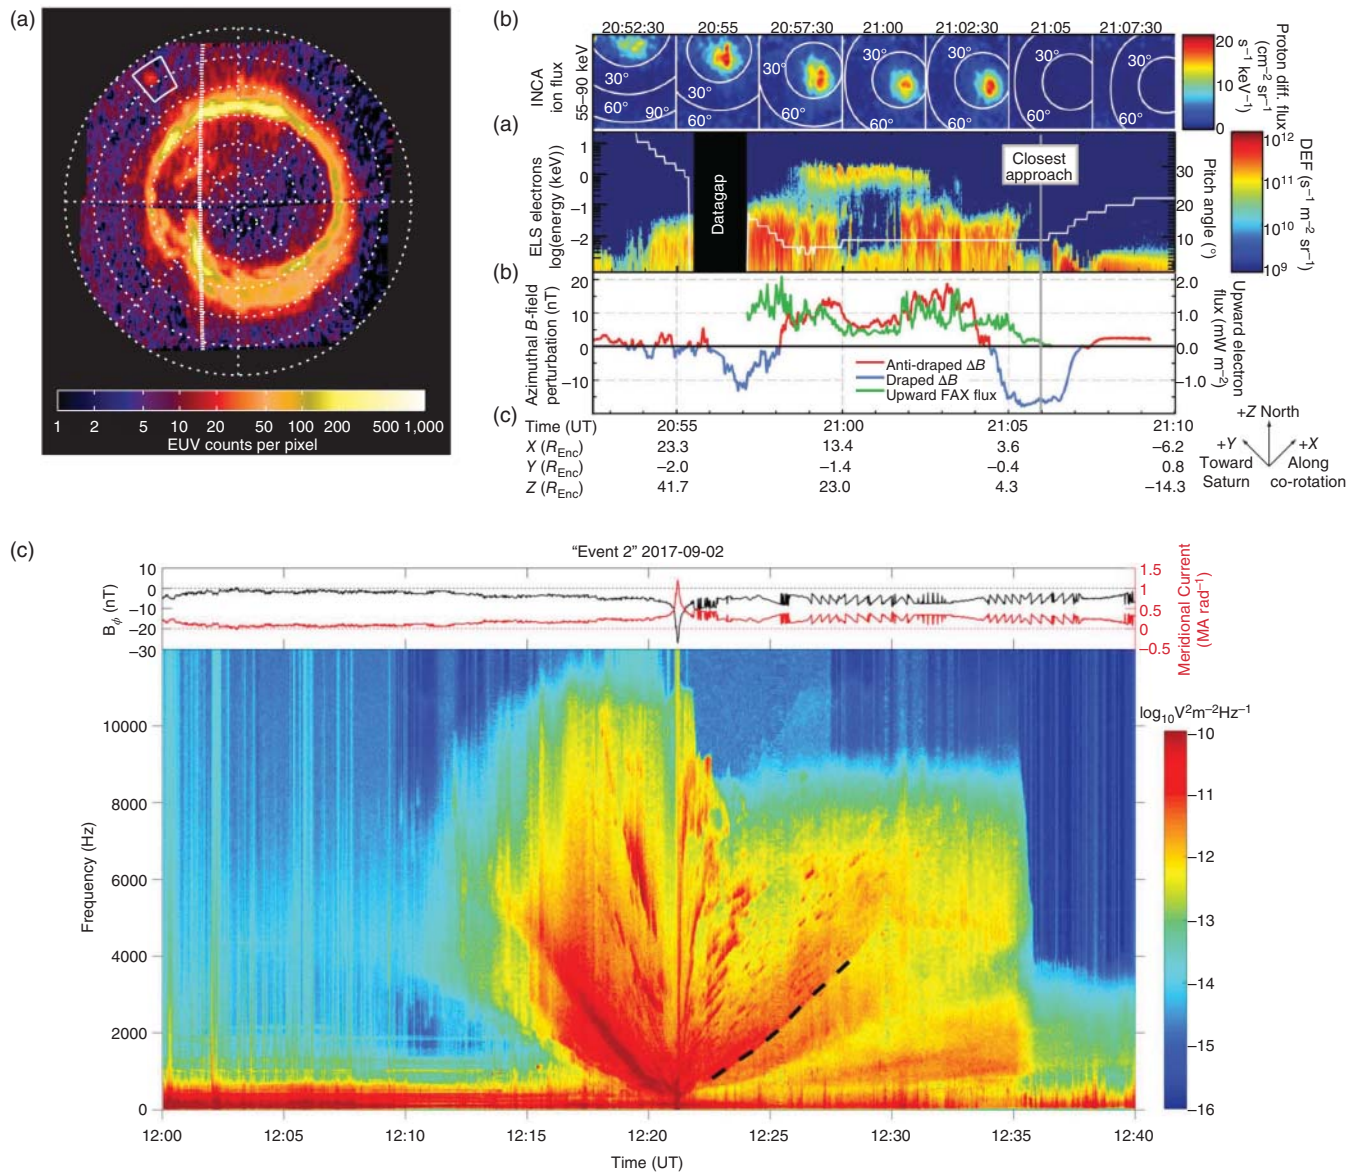 (a)
1 2 5 10 20 50 100 200 500 1,000
EUV counts per pixel
(b)
20:52:30 20:55 20:57:30 21:00 21:02:30 21:05 21:07:30
INCA
ion flux
55–90 keV
30° 30° 30° 30° 30°
30° 60° 90° 60° 60° 60° 60° 60°
20
10
0
Proton diff. flux
(cm⁻² sr⁻¹
s⁻¹ keV⁻¹)
(a)
ELS electrons
log(energy (keV))
1
0
−1
−2
Datagap
Closest
approach
30
20
10
Pitch angle (°)
10¹²
10¹¹
10¹⁰
10⁹
DEF (s⁻¹ m⁻² sr⁻¹)
(b)
Azimuthal B-field
perturbation (nT)
20
10
0
−10
Anti-draped ΔB
Draped ΔB
Upward FAX flux
2.0
1.0
0.0
−1.0
Upward electron
flux (mW m⁻²)
(c)
Time (UT) 20:55 21:00 21:05 21:10
X (R_Enc) 23.3 13.4 3.6 −6.2
Y (R_Enc) −2.0 −1.4 −0.4 0.8
Z (R_Enc) 41.7 23.0 4.3 −14.3
+Z North
+Y +X
Toward Along
Saturn co-rotation
(c)
"Event 2" 2017-09-02
B_ϕ (nT)
10
0
−10
−20
−30
1.5
1
0.5
0
−0.5
Meridional Current
(MA rad⁻¹)
Frequency (Hz)
10000
8000
6000
4000
2000
0
12:00 12:05 12:10 12:15 12:20 12:25 12:30 12:35 12:40
Time (UT)
log₁₀V²m⁻²Hz⁻¹
−10
−11
−12
−13
−14
−15
−16